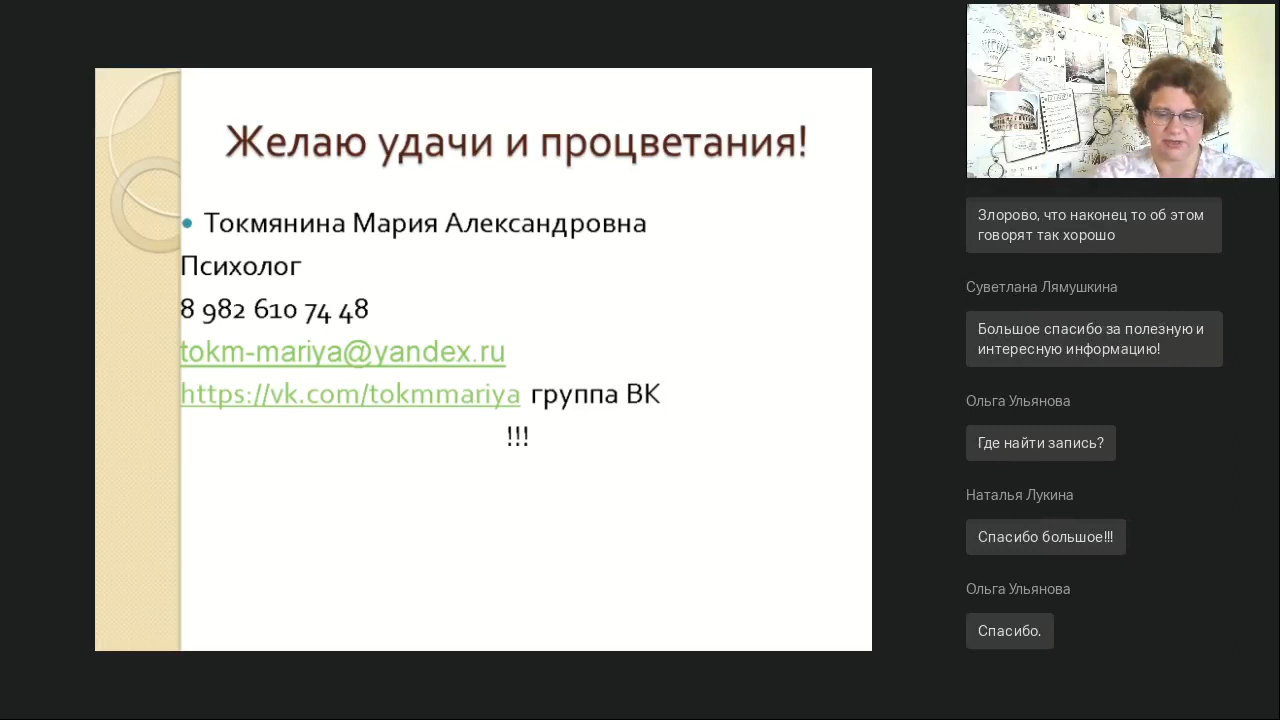 Желаю удачи и процветания!
• Токмянина Мария Александровна
Психолог
8 982 610 74 48
tokm-mariya@yandex.ru
https://vk.com/tokmmariya группа ВК
!!!
Злорово, что наконец то об этом
говорят так хорошо
Суветлана Лямушкина
Большое спасибо за полезную и
интересную информацию!
Ольга Ульянова
Где найти запись?
Наталья Лукина
Спасибо большое!!!
Ольга Ульянова
Спасибо.